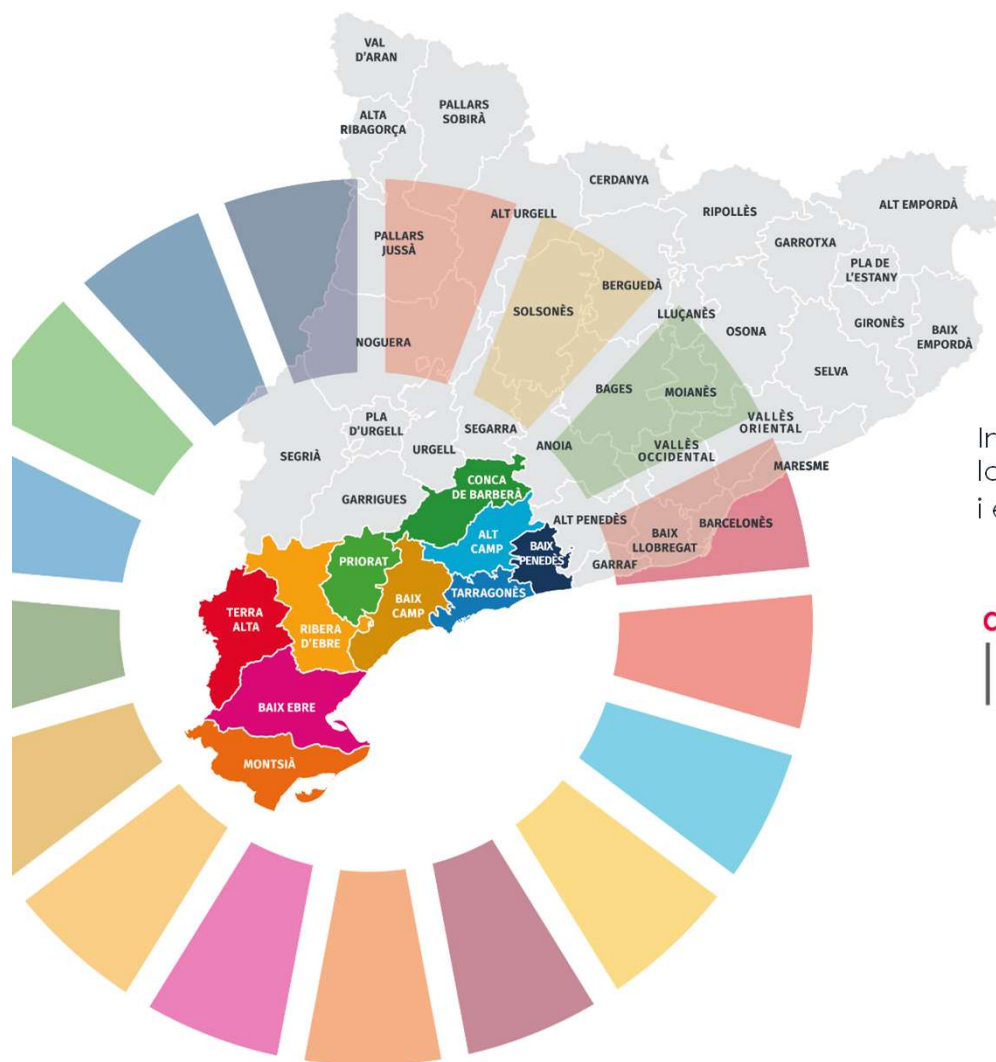 VAL
D'ARAN
PALLARS
SOBIRÀ
ALTA
RIBAGORÇA
CERDANYA
ALT URGELL
RIPOLLÈS
ALT EMPORDÀ
PALLARS
JUSSÀ
GARROTXA
PLA DE
L'ESTANY
BERGUEDÀ
SOLSONÈS
LLUÇANÈS
OSONA
GIRONÈS
BAIX
EMPORDÀ
NOGUERA
SELVA
BAGES
MOIANÈS
PLA
D'URGELL
SEGARRA
VALLÈS
ORIENTAL
SEGRIÀ
URGELL
ANOIA
VALLÈS
OCCIDENTAL
MARESME
GARRIGUES
CONCA
DE BARBERÀ
ALT PENEDÈS
BARCELONÈS
BAIX
LLOBREGAT
ALT
CAMP
BAIX
PENEDÈS
GARRAF
PRIORAT
TARRAGONÈS
BAIX
CAMP
TERRA
ALTA
RIBERA
D'EBRE
BAIX EBRE
MONTSIÀ